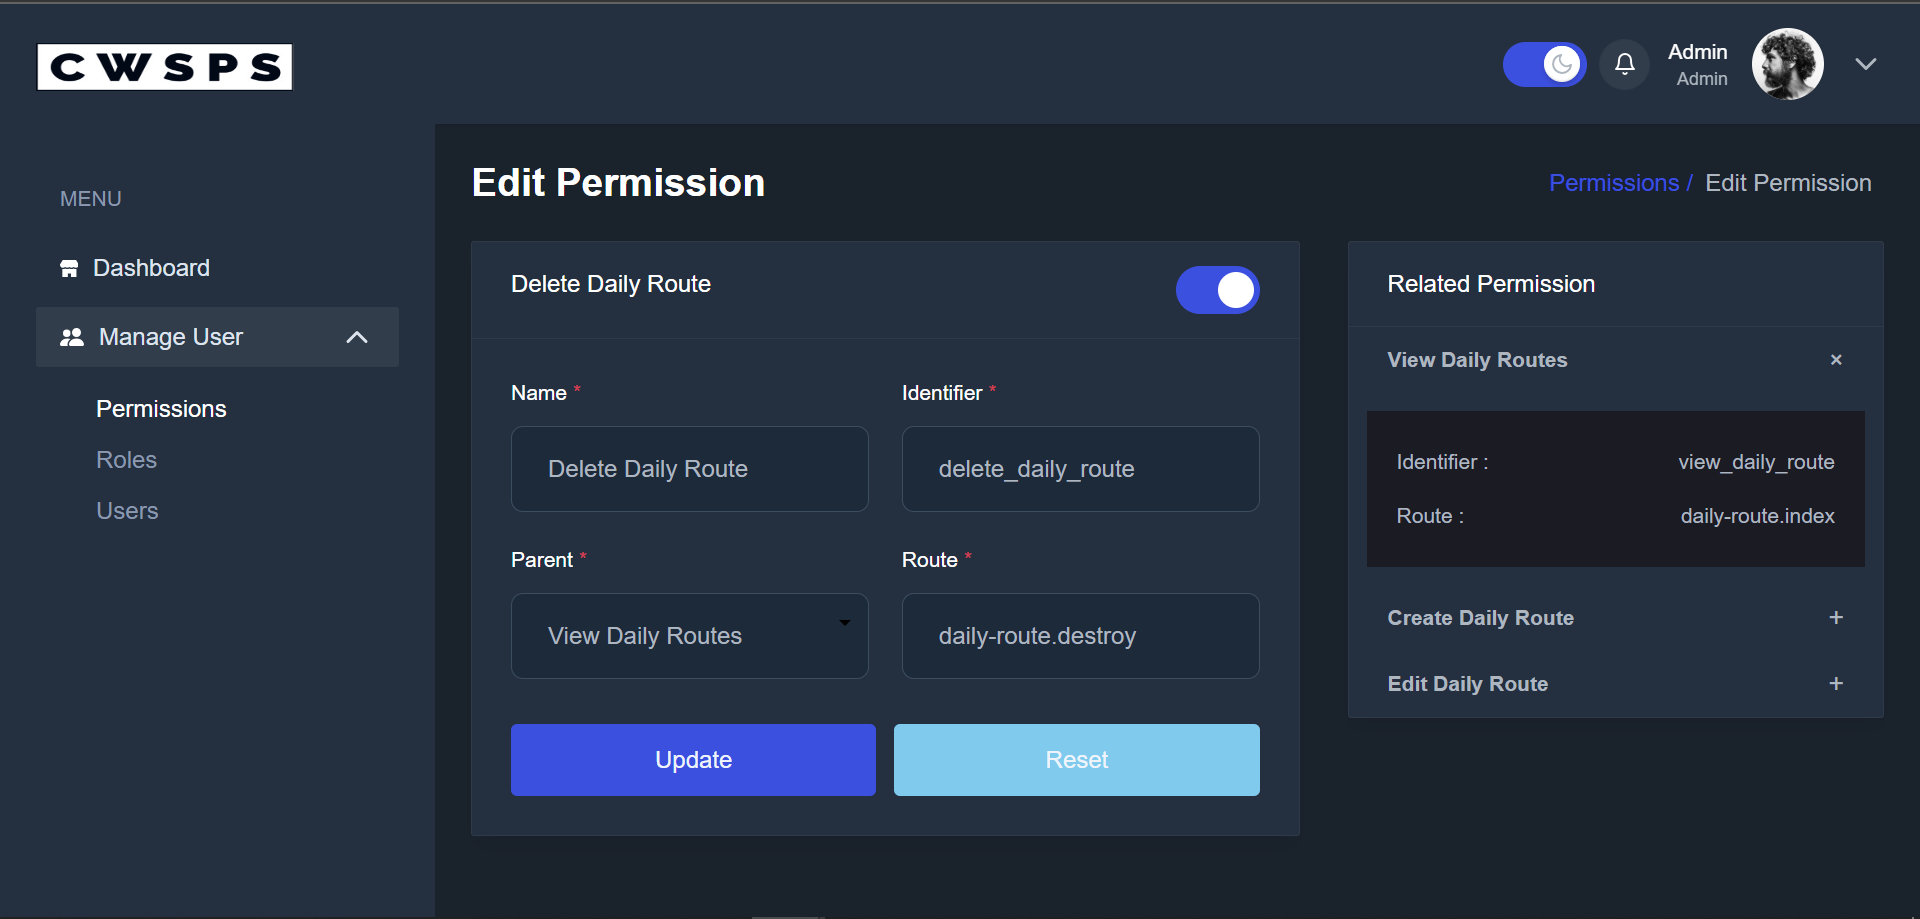 CWSPS
Admin
Admin
MENU
Dashboard
Manage User
Permissions
Roles
Users
Edit Permission
Permissions / Edit Permission
Delete Daily Route
Name *
Identifier *
Delete Daily Route
delete_daily_route
Parent *
Route *
View Daily Routes
daily-route.destroy
Update
Reset
Related Permission
View Daily Routes ×
Identifier : view_daily_route
Route : daily-route.index
Create Daily Route +
Edit Daily Route +